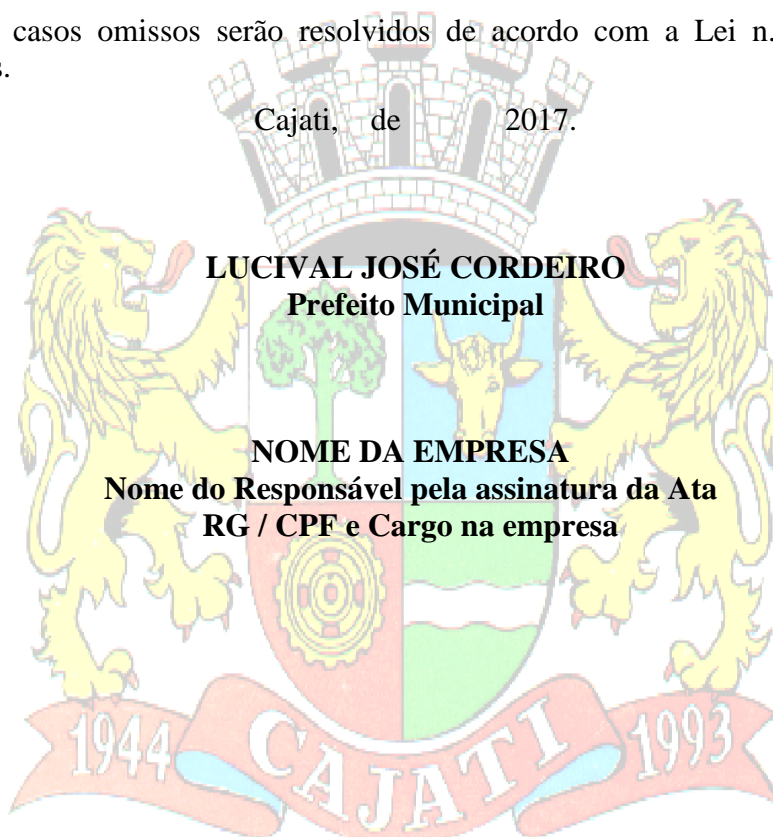 casos omissos serão resolvidos de acordo com a Lei n.
s.
Cajati, de 2017.
LUCIVAL JOSÉ CORDEIRO
Prefeito Municipal
NOME DA EMPRESA
Nome do Responsável pela assinatura da Ata
RG / CPF e Cargo na empresa
1944 CAJATI 1993